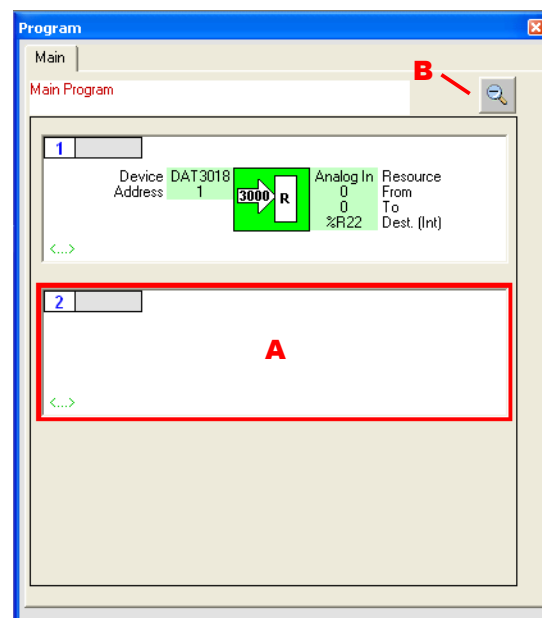 Program
Main
B
Main Program
1
Device DAT3018 3000 R Analog In Resource
Address 1 0 From
0 To
%R22 Dest. (Int)
<...>
2
A
<...>